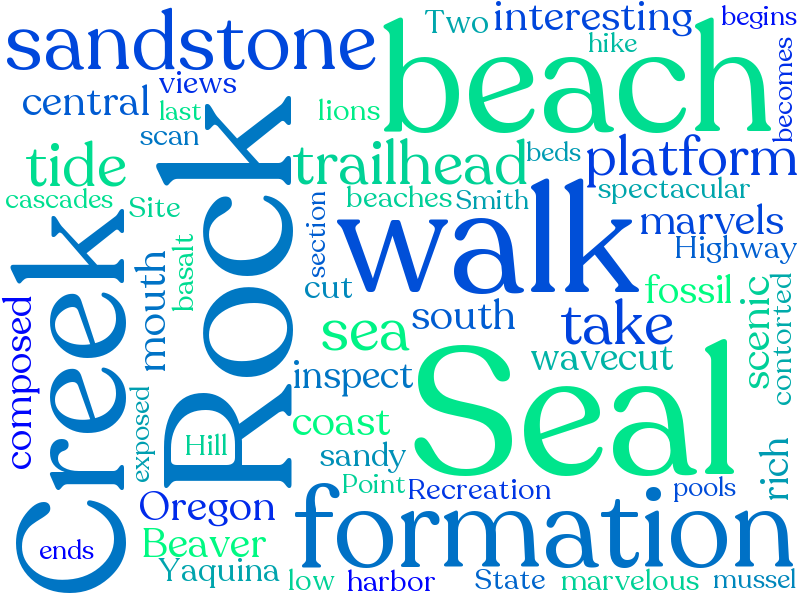 sandstone
Two
interesting
begins
beach
hike
becomes
views
central
last
lions
scan
Rock
tide
trailhead
beds
platform
cascades
Site
beaches
Smith
spectacular
Creek
section
walk
marvels
Highway
mouth
basalt
cut
fossil
scenic
contorted
composed
sea
south
take
wavecut
inspect
Seal
exposed
Hill
coast
sandy
rich
Point
Recreation
pools
Oregon
formation
ends
Beaver
Yaquina
low
harbor
State
marvelous
mussel